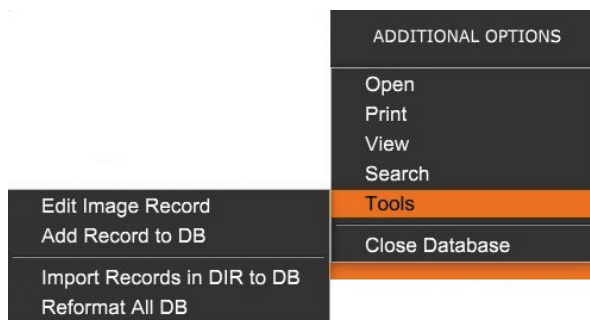 ADDITIONAL OPTIONS
Open
Print
View
Search
Tools
Close Database
Edit Image Record
Add Record to DB
Import Records in DIR to DB
Reformat All DB